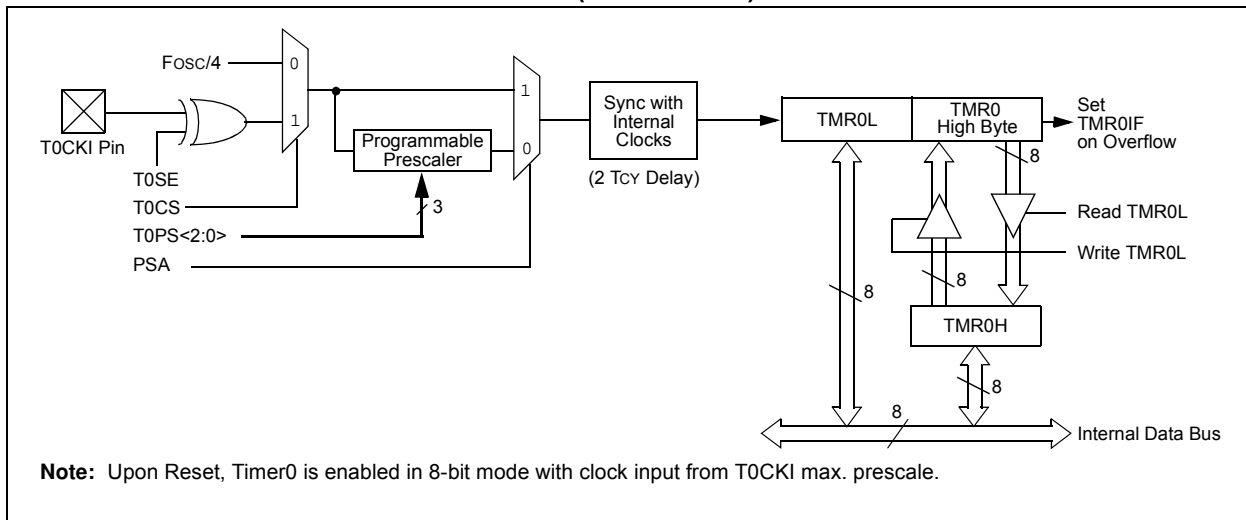 FOSC/4
0
1
T0CKI Pin
T0SE
T0CS
T0PS<2:0>
PSA
Programmable
Prescaler
3
1
0
Sync with
Internal
Clocks
(2 TCY Delay)
TMR0L
TMR0
High Byte
Set
TMR0IF
on Overflow
8
Read TMR0L
Write TMR0L
8
8
TMR0H
8
8
Internal Data Bus
Note: Upon Reset, Timer0 is enabled in 8-bit mode with clock input from T0CKI max. prescale.